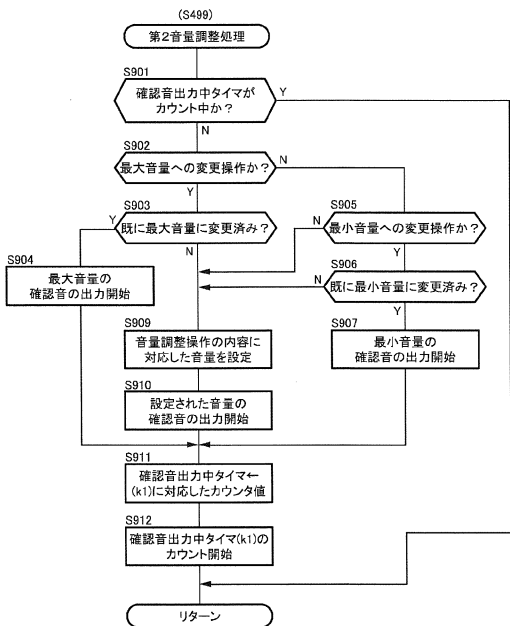 (S499)
第2音量調整処理
S901
確認音出力中タイマが
カウント中か?
Y
N
S902
最大音量への変更操作か?
N
Y
S903
Y
既に最大音量に変更済み?
N
S905
N
最小音量への変更操作か?
Y
S904
最大音量の
確認音の出力開始
S906
N
既に最小音量に変更済み?
Y
S909
音量調整操作の内容に
対応した音量を設定
S907
最小音量の
確認音の出力開始
S910
設定された音量の
確認音の出力開始
S911
確認音出力中タイマ←
(k1)に対応したカウンタ値
S912
確認音出力中タイマ(k1)の
カウント開始
リターン